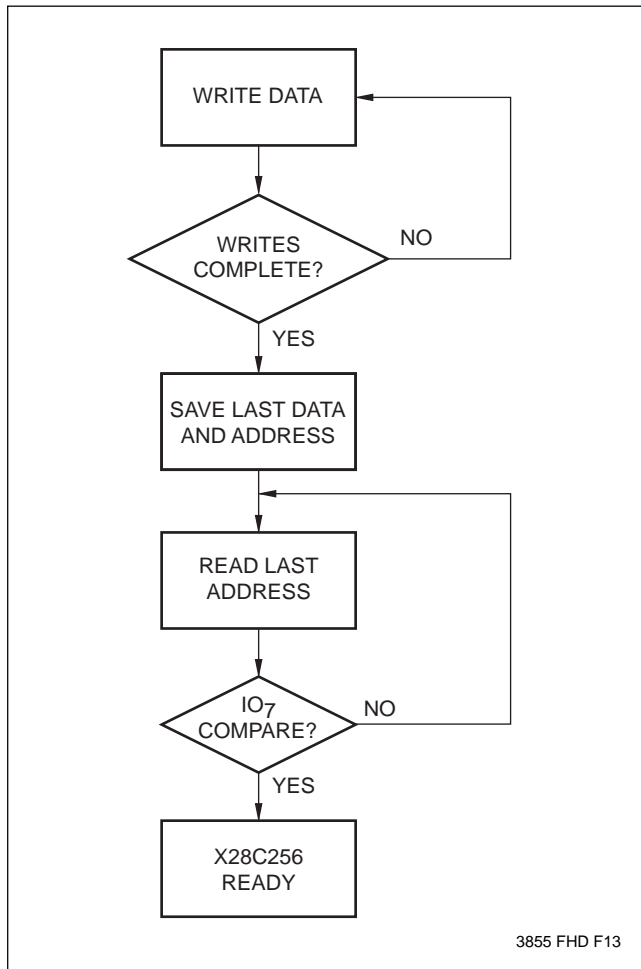 WRITE DATA
WRITES
COMPLETE?
NO
YES
SAVE LAST DATA
AND ADDRESS
READ LAST
ADDRESS
IO7
COMPARE?
NO
YES
X28C256
READY
3855 FHD F13